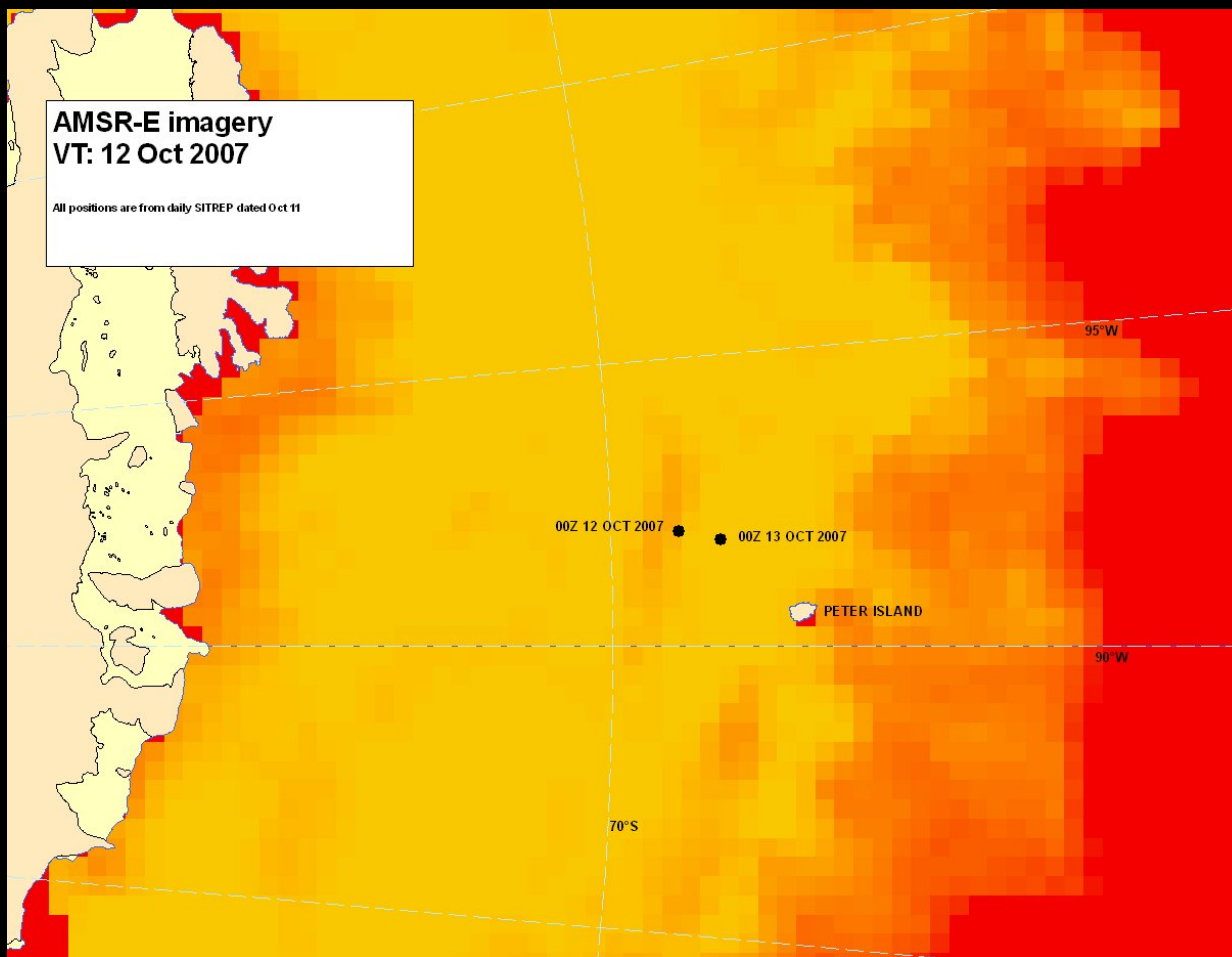 AMSR-E imagery
VT: 12 Oct 2007
All positions are from daily SITREP dated Oct 11
95°W
00Z 12 OCT 2007
00Z 13 OCT 2007
PETER ISLAND
90°W
70°S